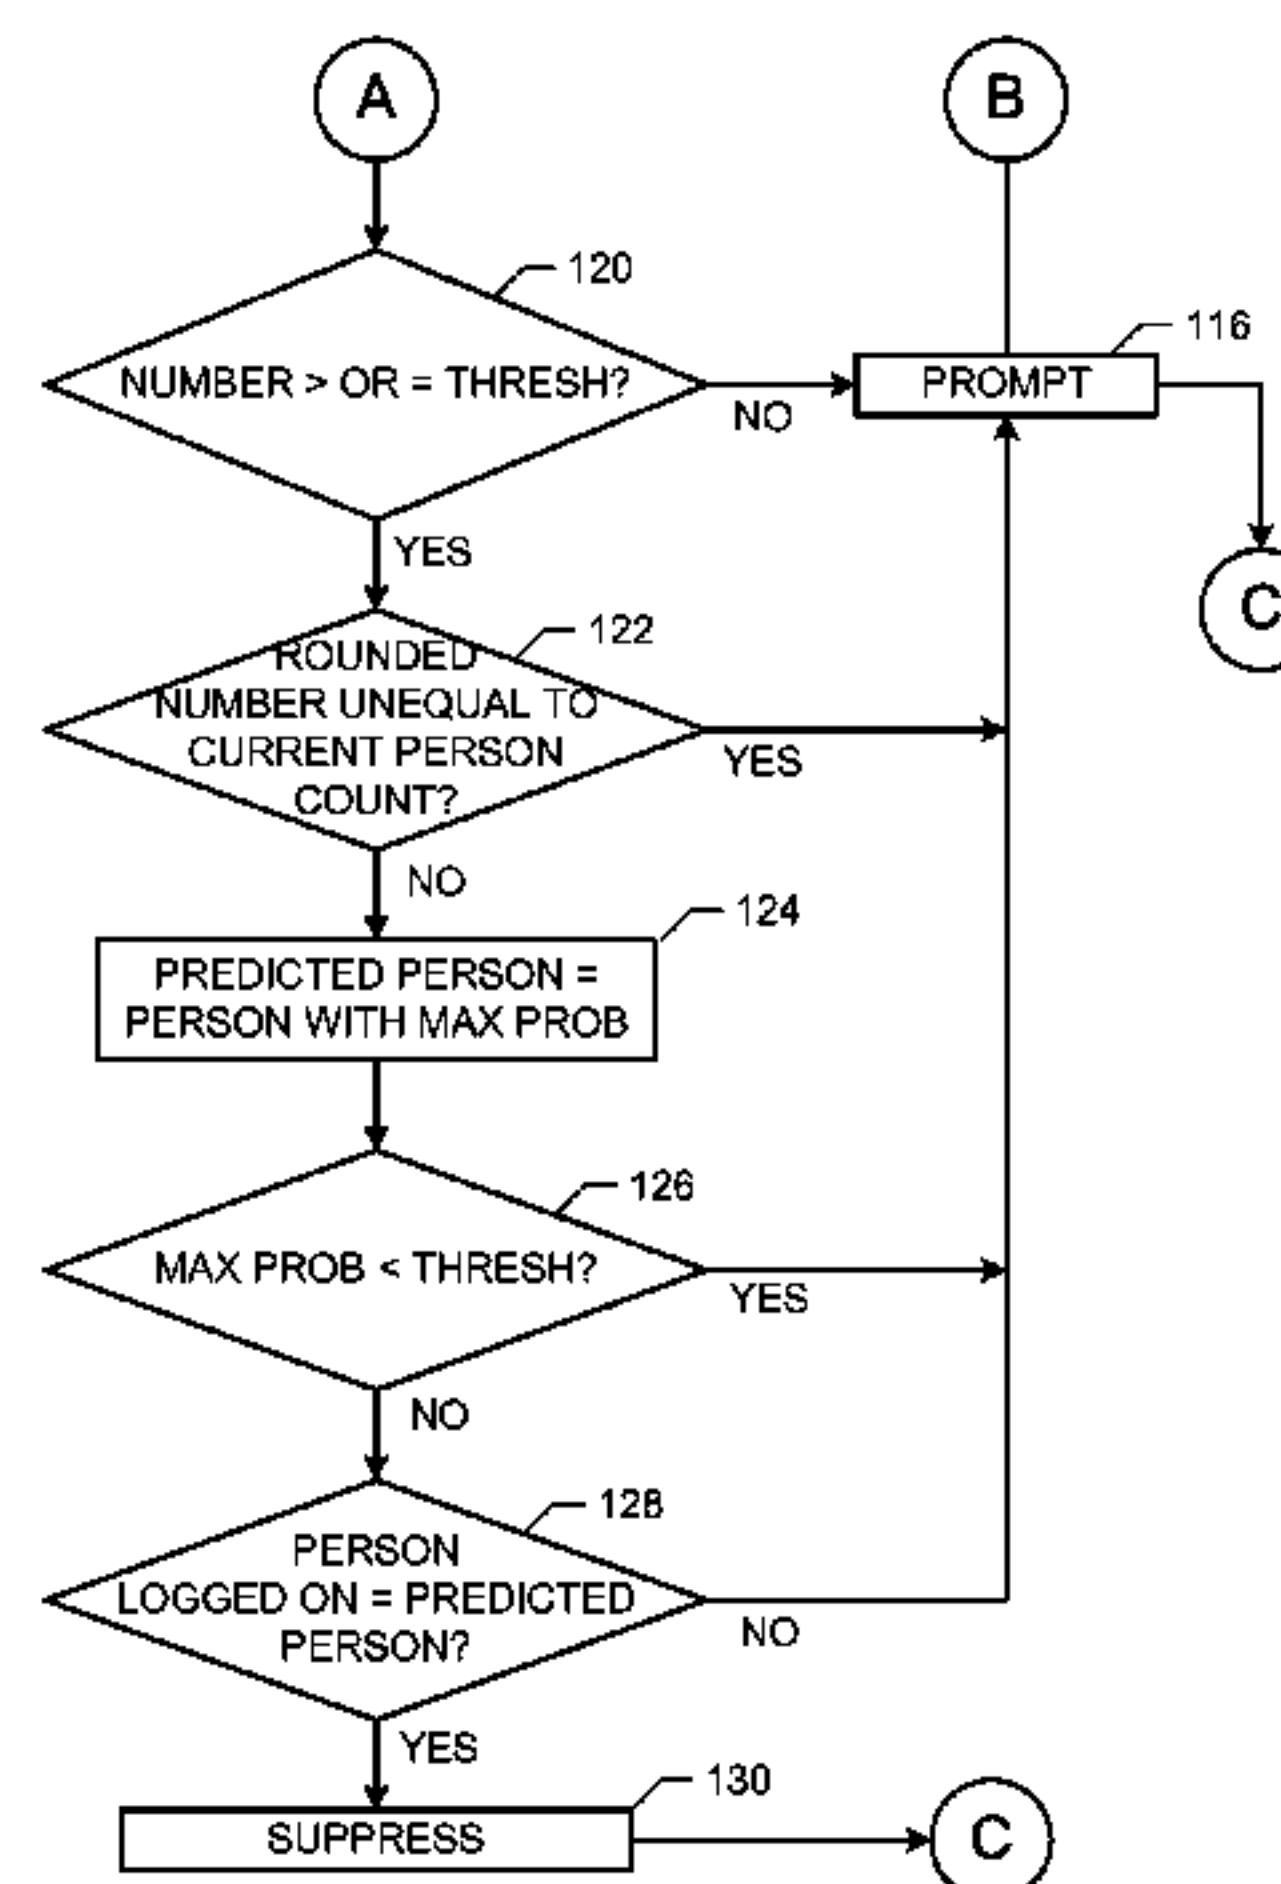 A
B
120
116
NUMBER > OR = THRESH?
PROMPT
NO
YES
C
122
ROUNDED
NUMBER UNEQUAL TO
CURRENT PERSON
COUNT?
YES
NO
124
PREDICTED PERSON =
PERSON WITH MAX PROB
126
MAX PROB < THRESH?
YES
NO
128
PERSON
LOGGED ON = PREDICTED
PERSON?
NO
YES
130
SUPPRESS
C